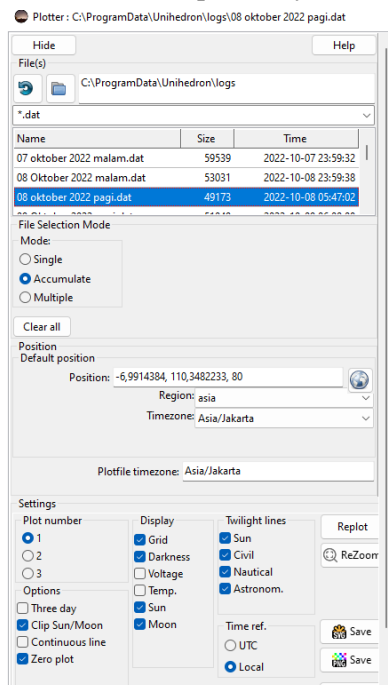 Plotter : C:\ProgramData\Unihedron\logs\08 oktober 2022 pagi.dat
Hide Help
File(s)
C:\ProgramData\Unihedron\logs
*.dat
Name Size Time
07 oktober 2022 malam.dat 59539 2022-10-07 23:59:32
08 Oktober 2022 malam.dat 53031 2022-10-08 23:59:38
08 oktober 2022 pagi.dat 49173 2022-10-08 05:47:02
File Selection Mode
Mode:
Single
Accumulate
Multiple
Clear all
Position
Default position
Position: -6,9914384, 110,3482233, 80
Region: asia
Timezone: Asia/Jakarta
Plotfile timezone: Asia/Jakarta
Settings
Plot number Display Twilight lines
1 Grid Sun Replot
2 Darkness Civil ReZoom
3 Voltage Nautical
Options Temp. Astronom.
Three day Sun
Clip Sun/Moon Moon Time ref. Save
Continuous line UTC
Zero plot Local Save